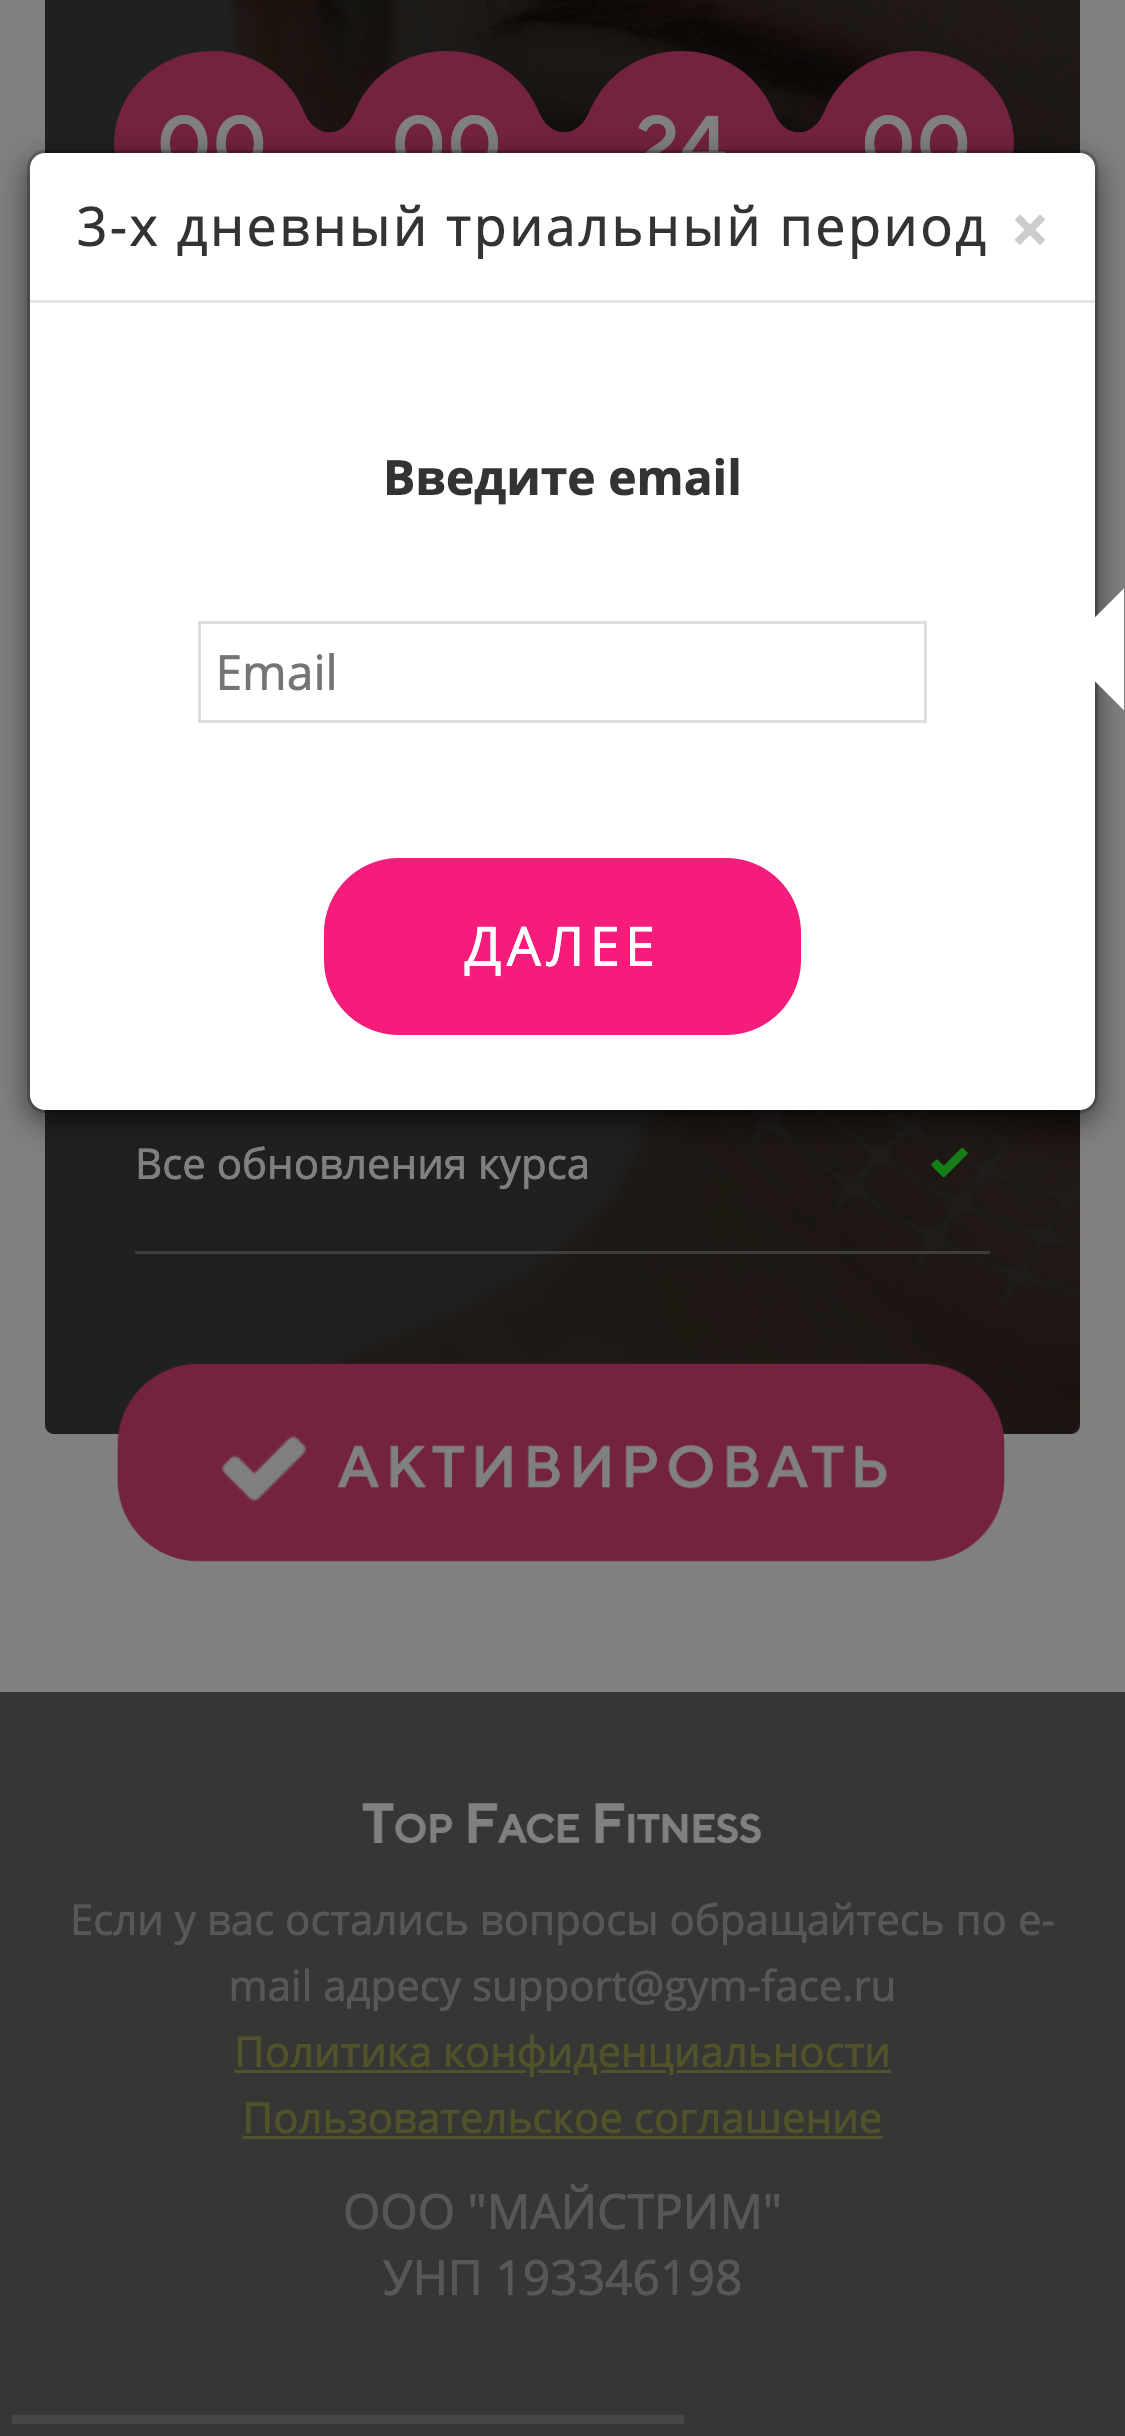 00 00 24 00
3-х дневный триальный период ×
Введите email
Email
ДАЛЕЕ
Все обновления курса
АКТИВИРОВАТЬ
Top Face Fitness
Если у вас остались вопросы обращайтесь по e-
mail адресу support@gym-face.ru
Политика конфиденциальности
Пользовательское соглашение
ООО "МАЙСТРИМ"
УНП 193346198